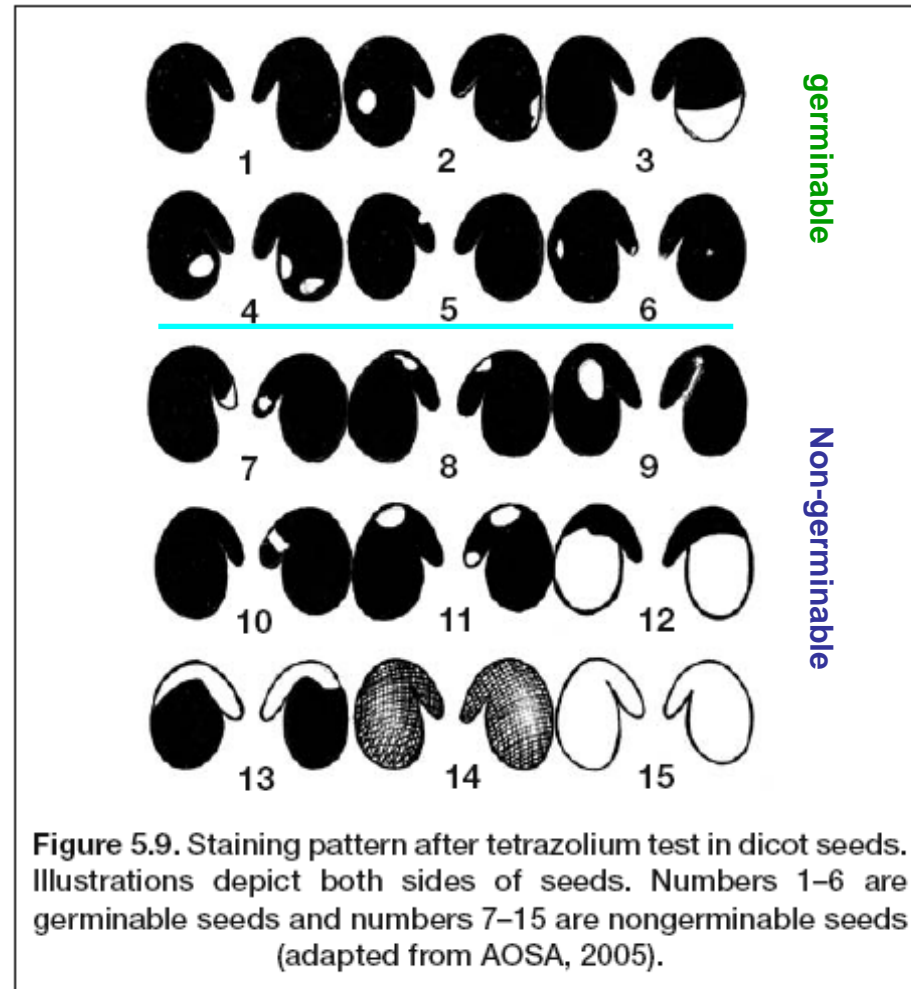 germinable
1 2 3
4 5 6
Non-germinable
7 8 9
10 11 12
13 14 15
Figure 5.9. Staining pattern after tetrazolium test in dicot seeds.
Illustrations depict both sides of seeds. Numbers 1–6 are
germinable seeds and numbers 7–15 are nongerminable seeds
(adapted from AOSA, 2005).